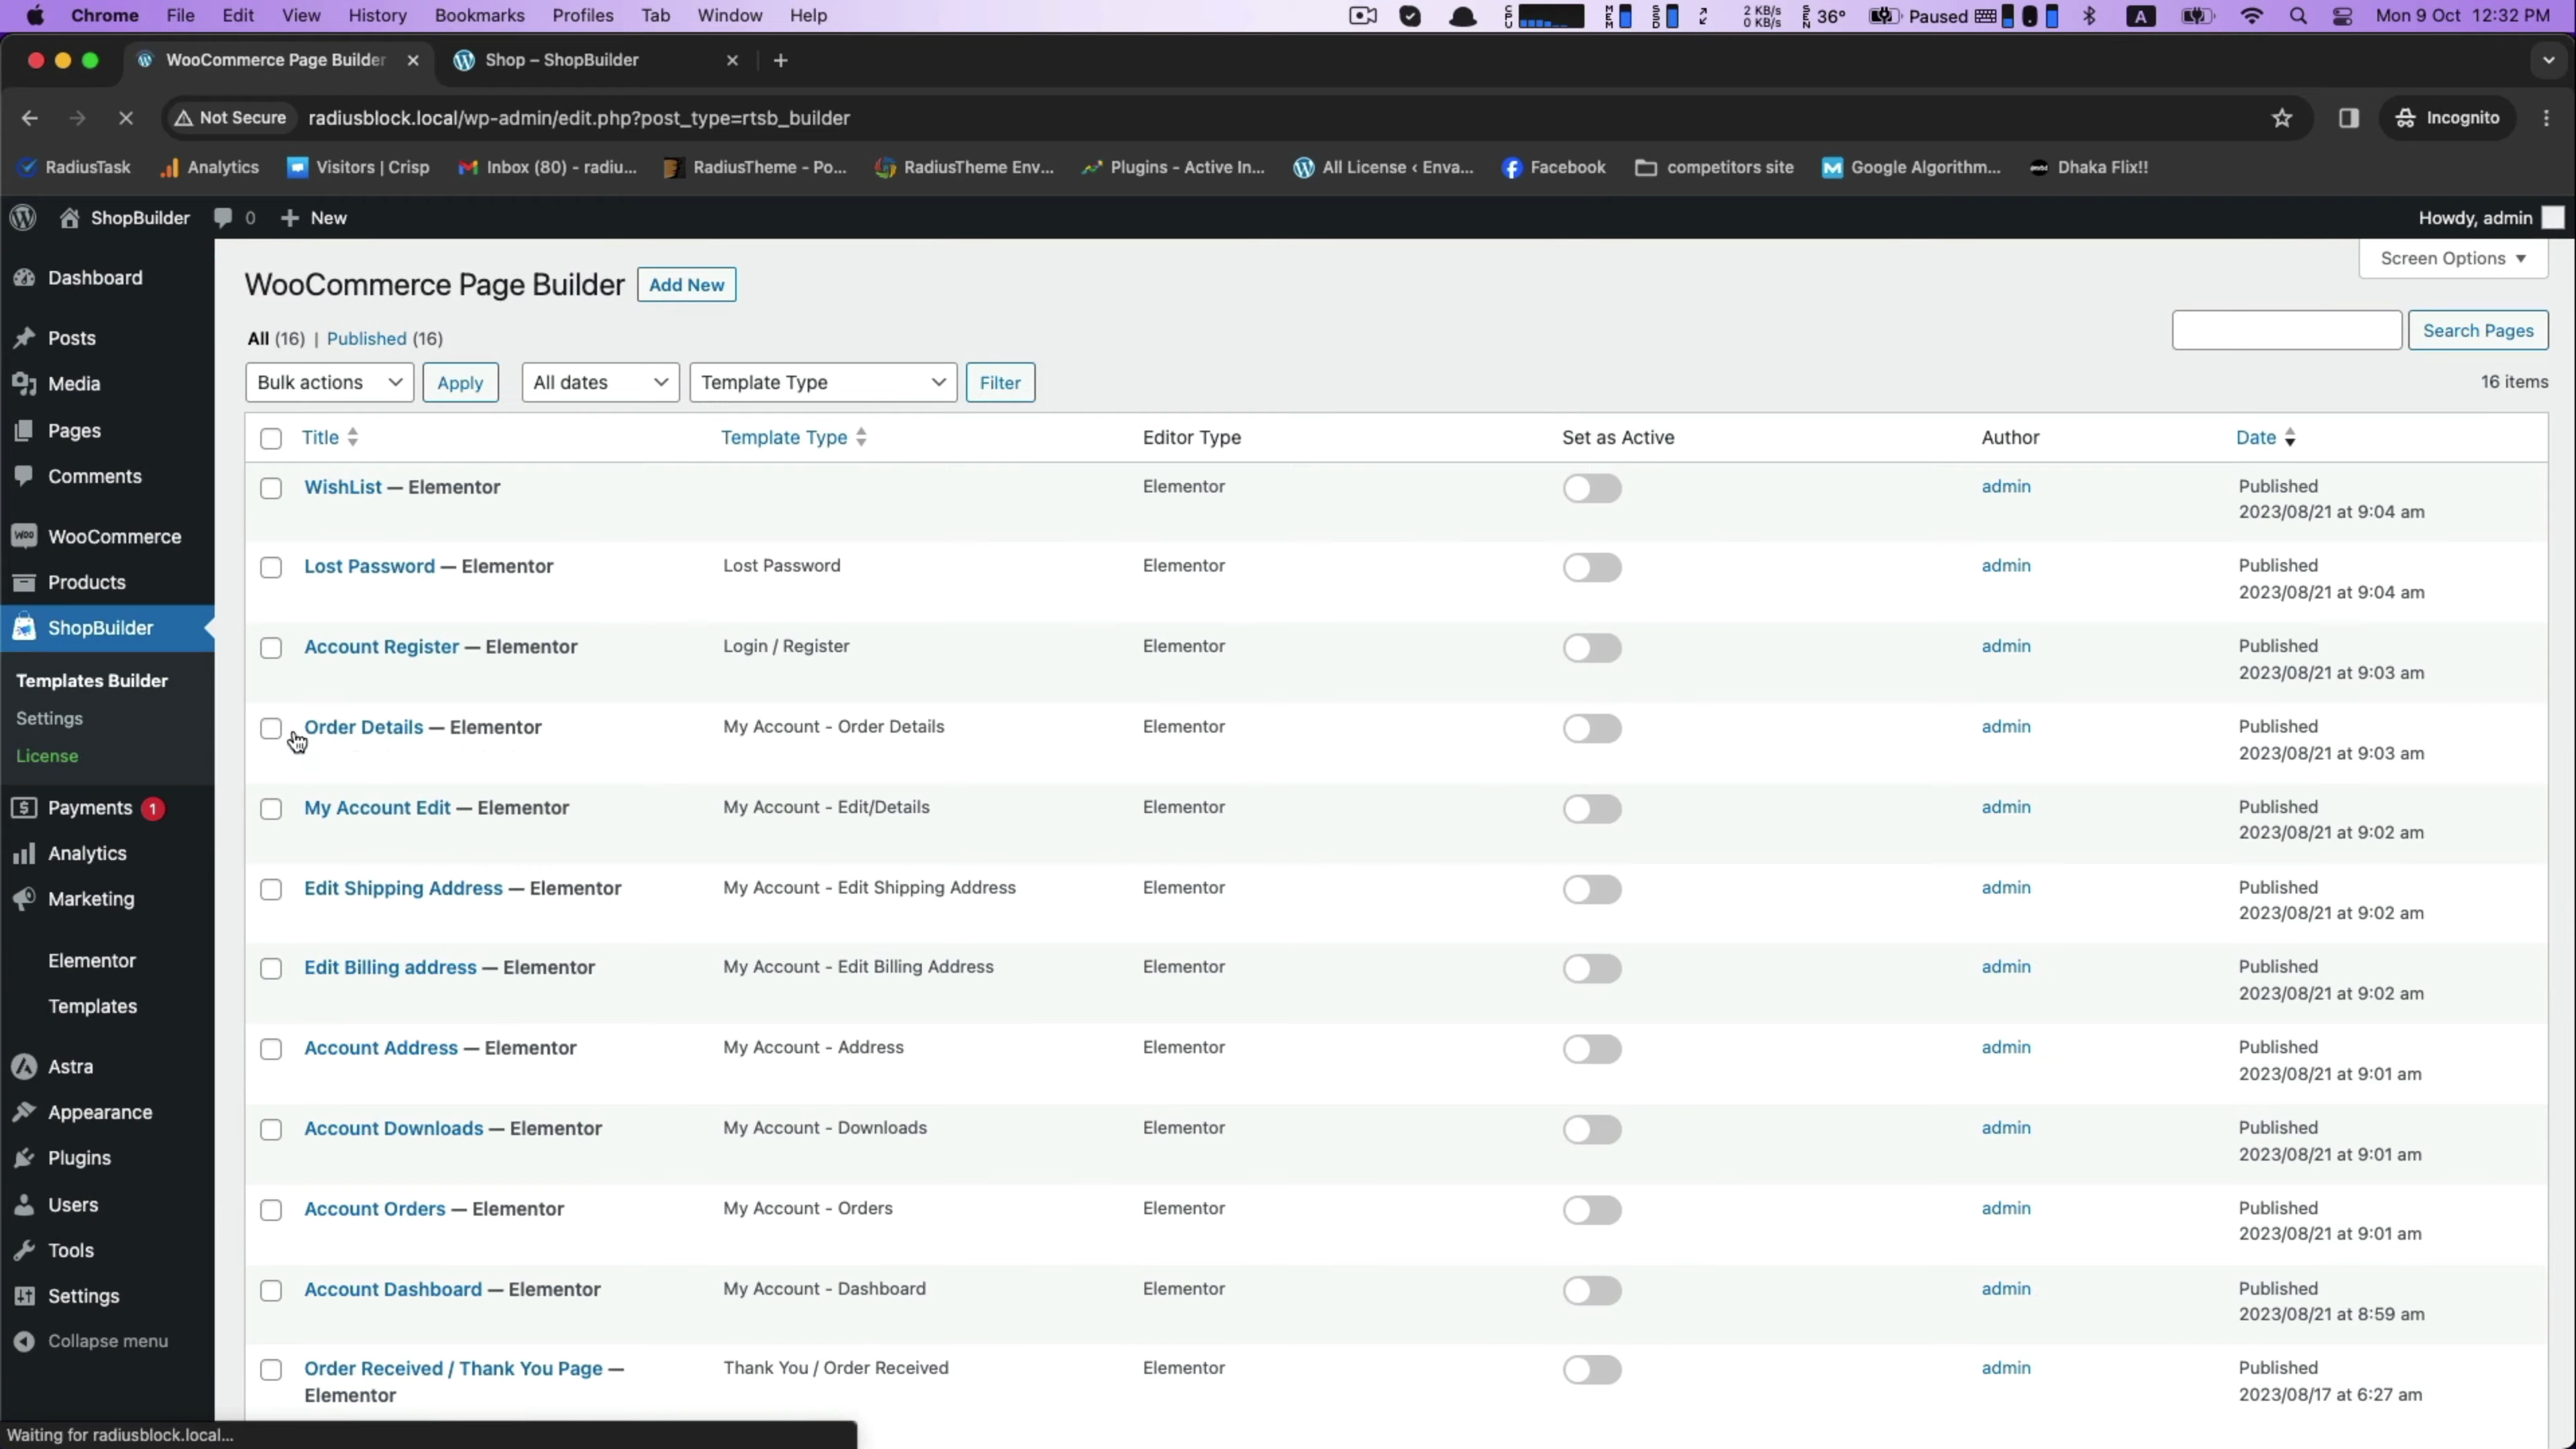 Chrome File Edit View History Bookmarks Profiles Tab Window Help
CPU MEM SSD 2 KB/s 0 KB/s SEN 36° Paused A Mon 9 Oct 12:32 PM
WooCommerce Page Builder Shop – ShopBuilder
Not Secure radiusblock.local/wp-admin/edit.php?post_type=rtsb_builder Incognito
RadiusTask Analytics Visitors | Crisp Inbox (80) - radiu... RadiusTheme - Po... RadiusTheme Env... Plugins - Active In... All License ‹ Enva... Facebook competitors site Google Algorithm... Dhaka Flix!!
ShopBuilder 0 New Howdy, admin
Screen Options
WooCommerce Page Builder Add New
All (16) | Published (16)
Search Pages
Bulk actions Apply All dates Template Type Filter 16 items
Title Template Type Editor Type Set as Active Author Date
WishList — Elementor Elementor admin Published
2023/08/21 at 9:04 am
Lost Password — Elementor Lost Password Elementor admin Published
2023/08/21 at 9:04 am
Account Register — Elementor Login / Register Elementor admin Published
2023/08/21 at 9:03 am
Order Details — Elementor My Account - Order Details Elementor admin Published
2023/08/21 at 9:03 am
My Account Edit — Elementor My Account - Edit/Details Elementor admin Published
2023/08/21 at 9:02 am
Edit Shipping Address — Elementor My Account - Edit Shipping Address Elementor admin Published
2023/08/21 at 9:02 am
Edit Billing address — Elementor My Account - Edit Billing Address Elementor admin Published
2023/08/21 at 9:02 am
Account Address — Elementor My Account - Address Elementor admin Published
2023/08/21 at 9:01 am
Account Downloads — Elementor My Account - Downloads Elementor admin Published
2023/08/21 at 9:01 am
Account Orders — Elementor My Account - Orders Elementor admin Published
2023/08/21 at 9:01 am
Account Dashboard — Elementor My Account - Dashboard Elementor admin Published
2023/08/21 at 8:59 am
Order Received / Thank You Page — Thank You / Order Received Elementor admin Published
Elementor 2023/08/17 at 6:27 am
Dashboard
Posts
Media
Pages
Comments
Woo WooCommerce
Products
ShopBuilder
Templates Builder
Settings
License
Payments 1
Analytics
Marketing
Elementor
Templates
Astra
Appearance
Plugins
Users
Tools
Settings
Collapse menu
Waiting for radiusblock.local...